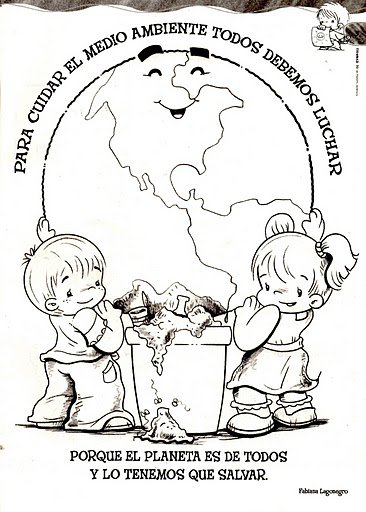 PARA CUIDAR EL MEDIO AMBIENTE TODOS DEBEMOS LUCHAR
PORQUE EL PLANETA ES DE TODOS
Y LO TENEMOS QUE SALVAR.
Fabiana Lagonegro